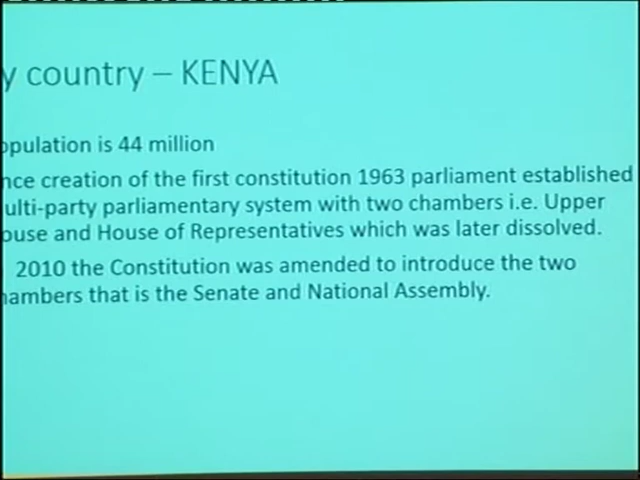 y country – KENYA
opulation is 44 million
nce creation of the first constitution 1963 parliament established
ulti-party parliamentary system with two chambers i.e. Upper
ouse and House of Representatives which was later dissolved.
2010 the Constitution was amended to introduce the two
hambers that is the Senate and National Assembly.